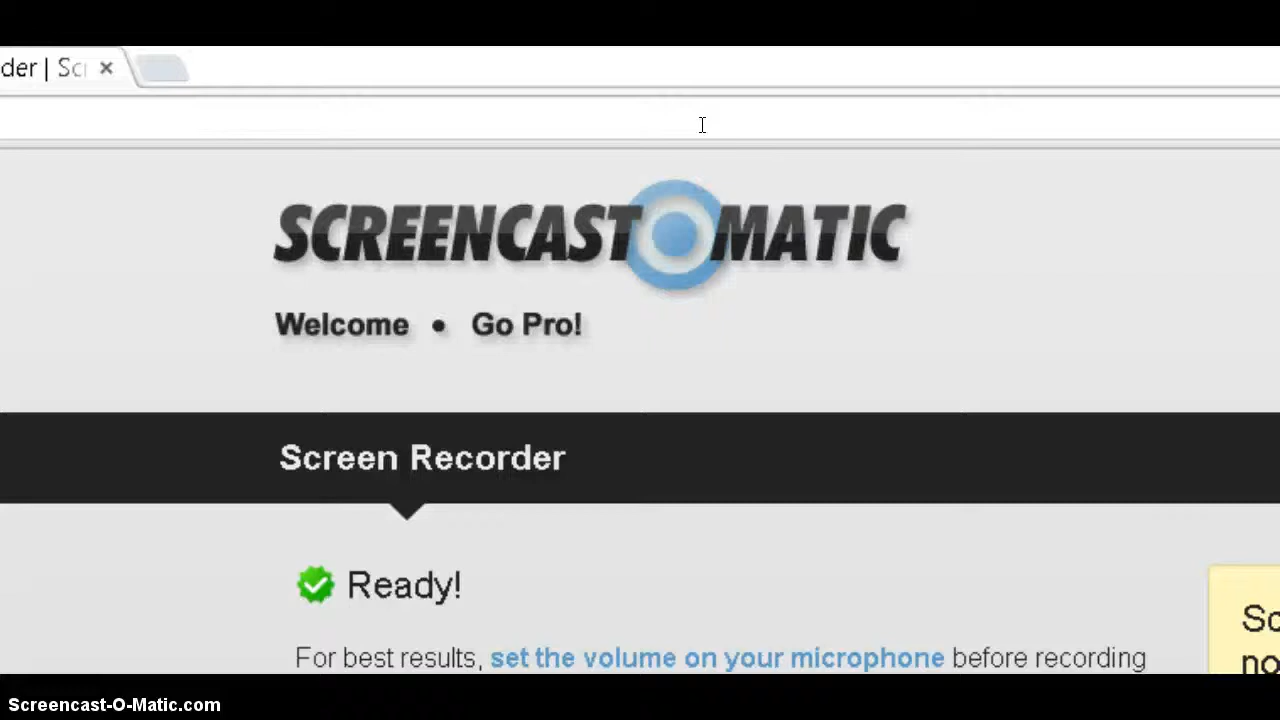 der | Scr
SCREENCAST O MATIC
Welcome • Go Pro!
Screen Recorder
Ready!
For best results, set the volume on your microphone before recording
Sc
no
Screencast-O-Matic.com